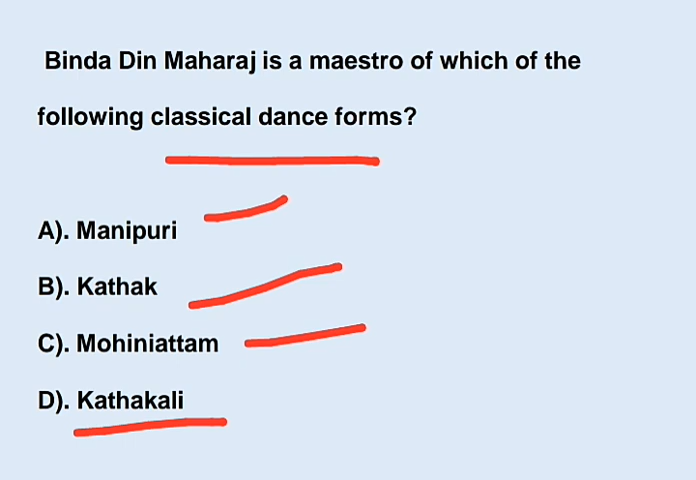 Binda Din Maharaj is a maestro of which of the
following classical dance forms?
A). Manipuri
B). Kathak
C). Mohiniattam
D). Kathakali